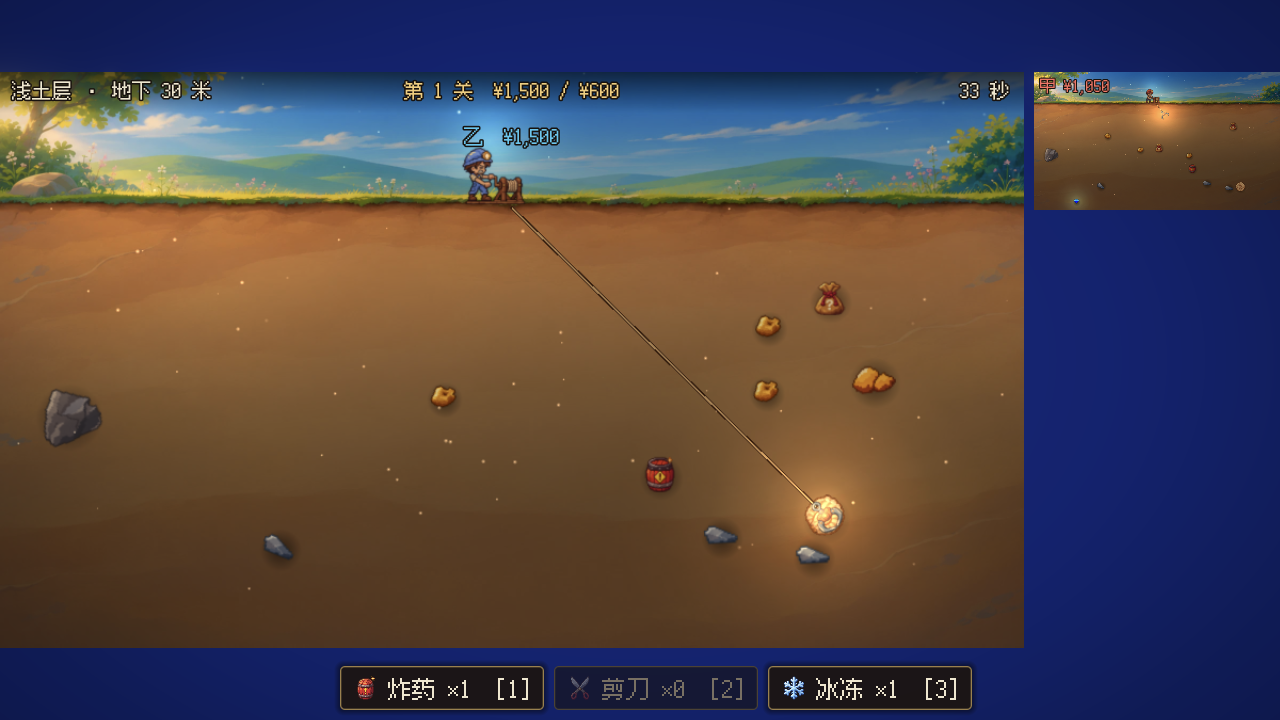 浅土层 · 地下 30 米
第 1 关 ¥1,500 / ¥600
33 秒
甲 ¥1,050
乙 ¥1,500
炸药 ×1 [1]
剪刀 ×0 [2]
冰冻 ×1 [3]